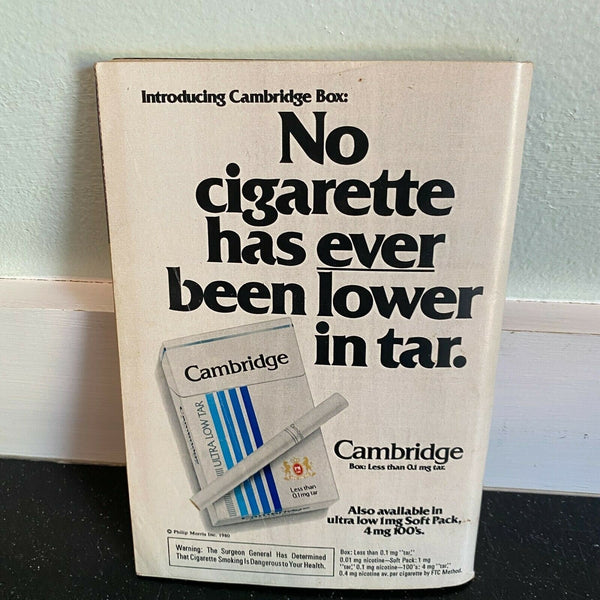 Introducing Cambridge Box:
No
cigarette
has ever
been lower
in tar.
Cambridge
ULTRA LOW TAR
Less than
0.1 mg tar
Cambridge
Box: Less than 0.1 mg tar.
Also available in
ultra low 1mg Soft Pack,
4 mg 100's.
© Philip Morris Inc. 1980
Warning: The Surgeon General Has Determined
That Cigarette Smoking Is Dangerous to Your Health.
Box: Less than 0.1 mg "tar,"
0.01 mg nicotine—Soft Pack: 1 mg
"tar," 0.1 mg nicotine—100's: 4 mg "tar,"
0.4 mg nicotine av. per cigarette by FTC Method.